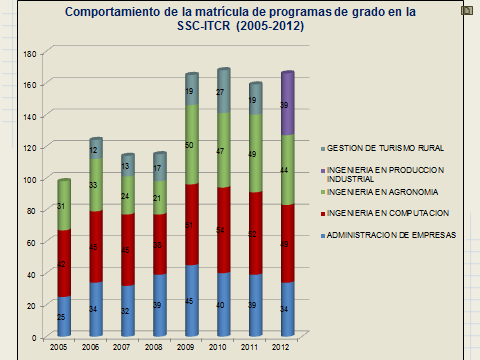 Comportamiento de la matrícula de programas de grado en la
SSC-ITCR (2005-2012)
180
160
140
120
100
80
60
40
20
0
19 27 19 39
12 13 17
50 47 49 44
31 33 24 21
51 54 52 49
42 45 45 38
25 34 32 39 45 40 39 34
2005 2006 2007 2008 2009 2010 2011 2012
GESTION DE TURISMO RURAL
INGENIERIA EN PRODUCCION
INDUSTRIAL
INGENIERIA EN AGRONOMIA
INGENIERIA EN COMPUTACION
ADMINISTRACION DE EMPRESAS